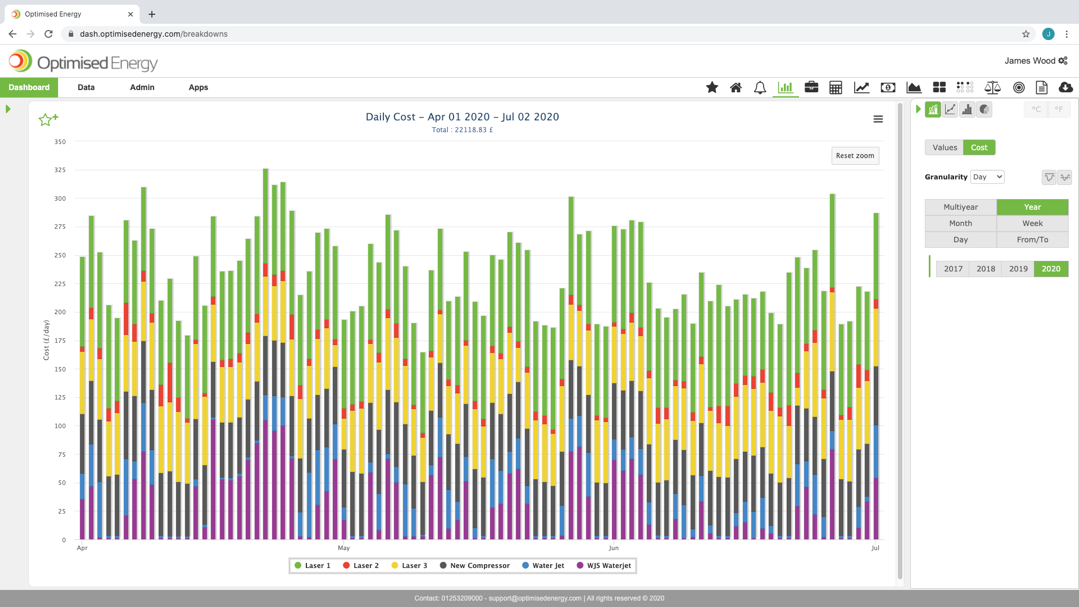 Optimised Energy
dash.optimisedenergy.com/breakdowns
J
Optimised Energy
James Wood
Dashboard Data Admin Apps
Daily Cost – Apr 01 2020 – Jul 02 2020
Total : 22118.83 £
Reset zoom
350
325
300
275
250
225
200
175
150
125
100
75
50
25
0
Cost (£/day)
Apr May Jun Jul
Laser 1 Laser 2 Laser 3 New Compressor Water Jet WJS Waterjet
°C °F
Values Cost
Granularity Day
Multiyear Year
Month Week
Day From/To
2017 2018 2019 2020
Contact: 01253209000 - support@optimisedenergy.com | All rights reserved © 2020